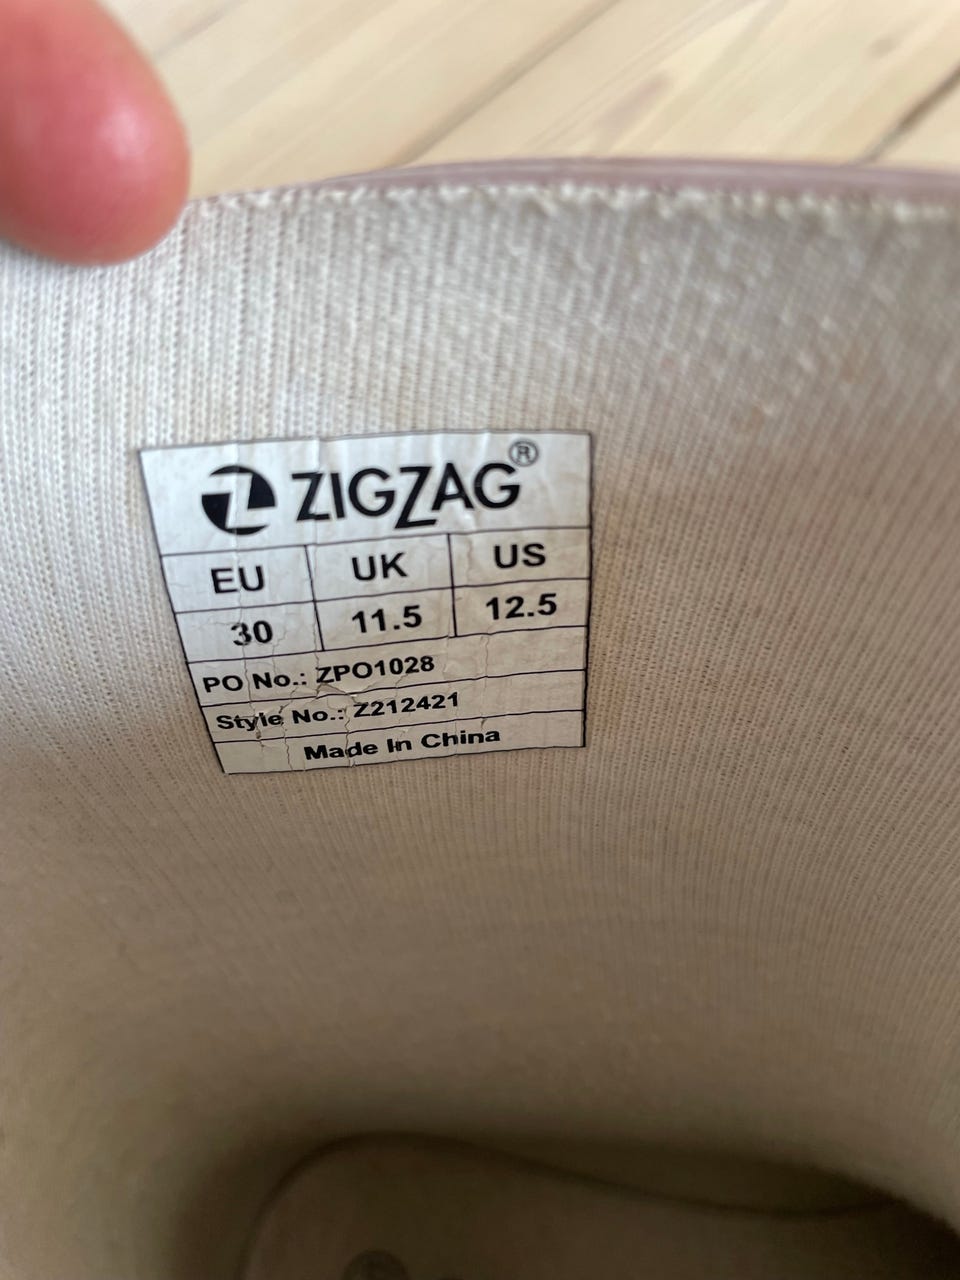 ZIGZAG®
EU UK US
30 11.5 12.5
PO No.: ZPO1028
Style No.: Z212421
Made In China